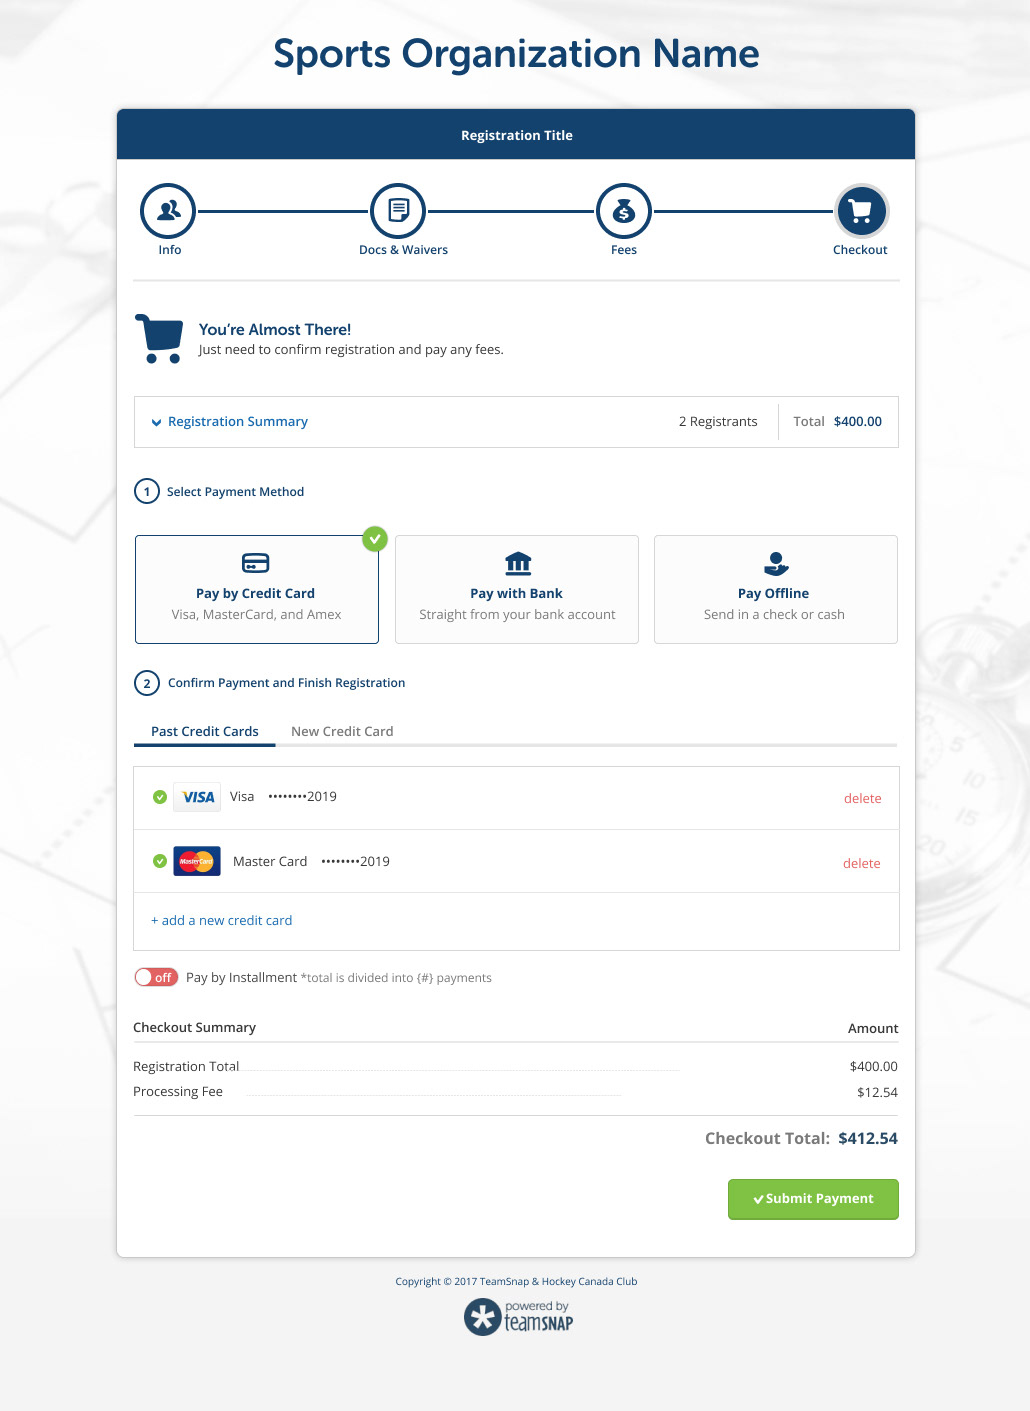 Sports Organization Name
Registration Title
Info
Docs & Waivers
Fees
Checkout
You're Almost There!
Just need to confirm registration and pay any fees.
Registration Summary
2 Registrants
Total $400.00
1 Select Payment Method
Pay by Credit Card
Visa, MasterCard, and Amex
Pay with Bank
Straight from your bank account
Pay Offline
Send in a check or cash
2 Confirm Payment and Finish Registration
Past Credit Cards
New Credit Card
VISA Visa ••••••••2019 delete
MasterCard Master Card ••••••••2019 delete
+ add a new credit card
off Pay by Installment *total is divided into {#} payments
Checkout Summary Amount
Registration Total $400.00
Processing Fee $12.54
Checkout Total: $412.54
Submit Payment
Copyright © 2017 TeamSnap & Hockey Canada Club
powered by
teamSNAP
5
10
15
20